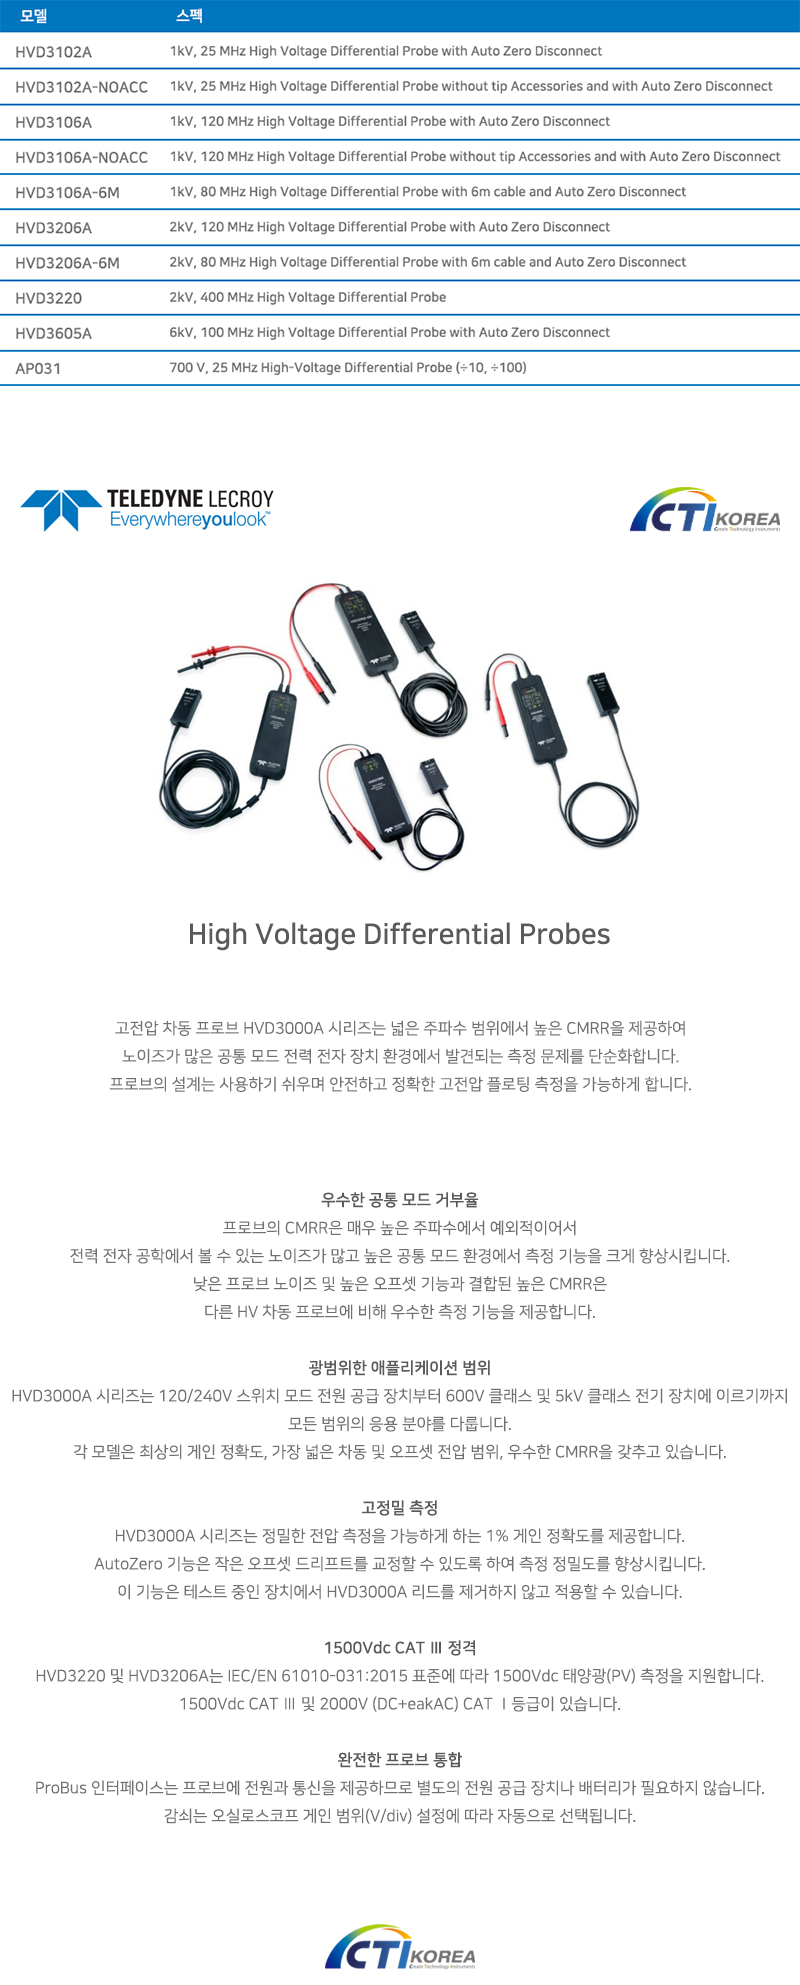 모델 스펙
HVD3102A 1kV, 25 MHz High Voltage Differential Probe with Auto Zero Disconnect
HVD3102A-NOACC 1kV, 25 MHz High Voltage Differential Probe without tip Accessories and with Auto Zero Disconnect
HVD3106A 1kV, 120 MHz High Voltage Differential Probe with Auto Zero Disconnect
HVD3106A-NOACC 1kV, 120 MHz High Voltage Differential Probe without tip Accessories and with Auto Zero Disconnect
HVD3106A-6M 1kV, 80 MHz High Voltage Differential Probe with 6m cable and Auto Zero Disconnect
HVD3206A 2kV, 120 MHz High Voltage Differential Probe with Auto Zero Disconnect
HVD3206A-6M 2kV, 80 MHz High Voltage Differential Probe with 6m cable and Auto Zero Disconnect
HVD3220 2kV, 400 MHz High Voltage Differential Probe
HVD3605A 6kV, 100 MHz High Voltage Differential Probe with Auto Zero Disconnect
AP031 700 V, 25 MHz High-Voltage Differential Probe (÷10, ÷100)
TELEDYNE LECROY
Everywhereyoulook™
CTI KOREA
Create Technology Instruments
High Voltage Differential Probes
고전압 차동 프로브 HVD3000A 시리즈는 넓은 주파수 범위에서 높은 CMRR을 제공하여
노이즈가 많은 공통 모드 전력 전자 장치 환경에서 발견되는 측정 문제를 단순화합니다.
프로브의 설계는 사용하기 쉬우며 안전하고 정확한 고전압 플로팅 측정을 가능하게 합니다.
우수한 공통 모드 거부율
프로브의 CMRR은 매우 높은 주파수에서 예외적이어서
전력 전자 공학에서 볼 수 있는 노이즈가 많고 높은 공통 모드 환경에서 측정 기능을 크게 향상시킵니다.
낮은 프로브 노이즈 및 높은 오프셋 기능과 결합된 높은 CMRR은
다른 HV 차동 프로브에 비해 우수한 측정 기능을 제공합니다.
광범위한 애플리케이션 범위
HVD3000A 시리즈는 120/240V 스위치 모드 전원 공급 장치부터 600V 클래스 및 5kV 클래스 전기 장치에 이르기까지
모든 범위의 응용 분야를 다룹니다.
각 모델은 최상의 게인 정확도, 가장 넓은 차동 및 오프셋 전압 범위, 우수한 CMRR을 갖추고 있습니다.
고정밀 측정
HVD3000A 시리즈는 정밀한 전압 측정을 가능하게 하는 1% 게인 정확도를 제공합니다.
AutoZero 기능은 작은 오프셋 드리프트를 교정할 수 있도록 하여 측정 정밀도를 향상시킵니다.
이 기능은 테스트 중인 장치에서 HVD3000A 리드를 제거하지 않고 적용할 수 있습니다.
1500Vdc CAT Ⅲ 정격
HVD3220 및 HVD3206A는 IEC/EN 61010-031:2015 표준에 따라 1500Vdc 태양광(PV) 측정을 지원합니다.
1500Vdc CAT Ⅲ 및 2000V (DC+eakAC) CAT Ⅰ등급이 있습니다.
완전한 프로브 통합
ProBus 인터페이스는 프로브에 전원과 통신을 제공하므로 별도의 전원 공급 장치나 배터리가 필요하지 않습니다.
감쇠는 오실로스코프 게인 범위(V/div) 설정에 따라 자동으로 선택됩니다.
CTI KOREA
Create Technology Instruments